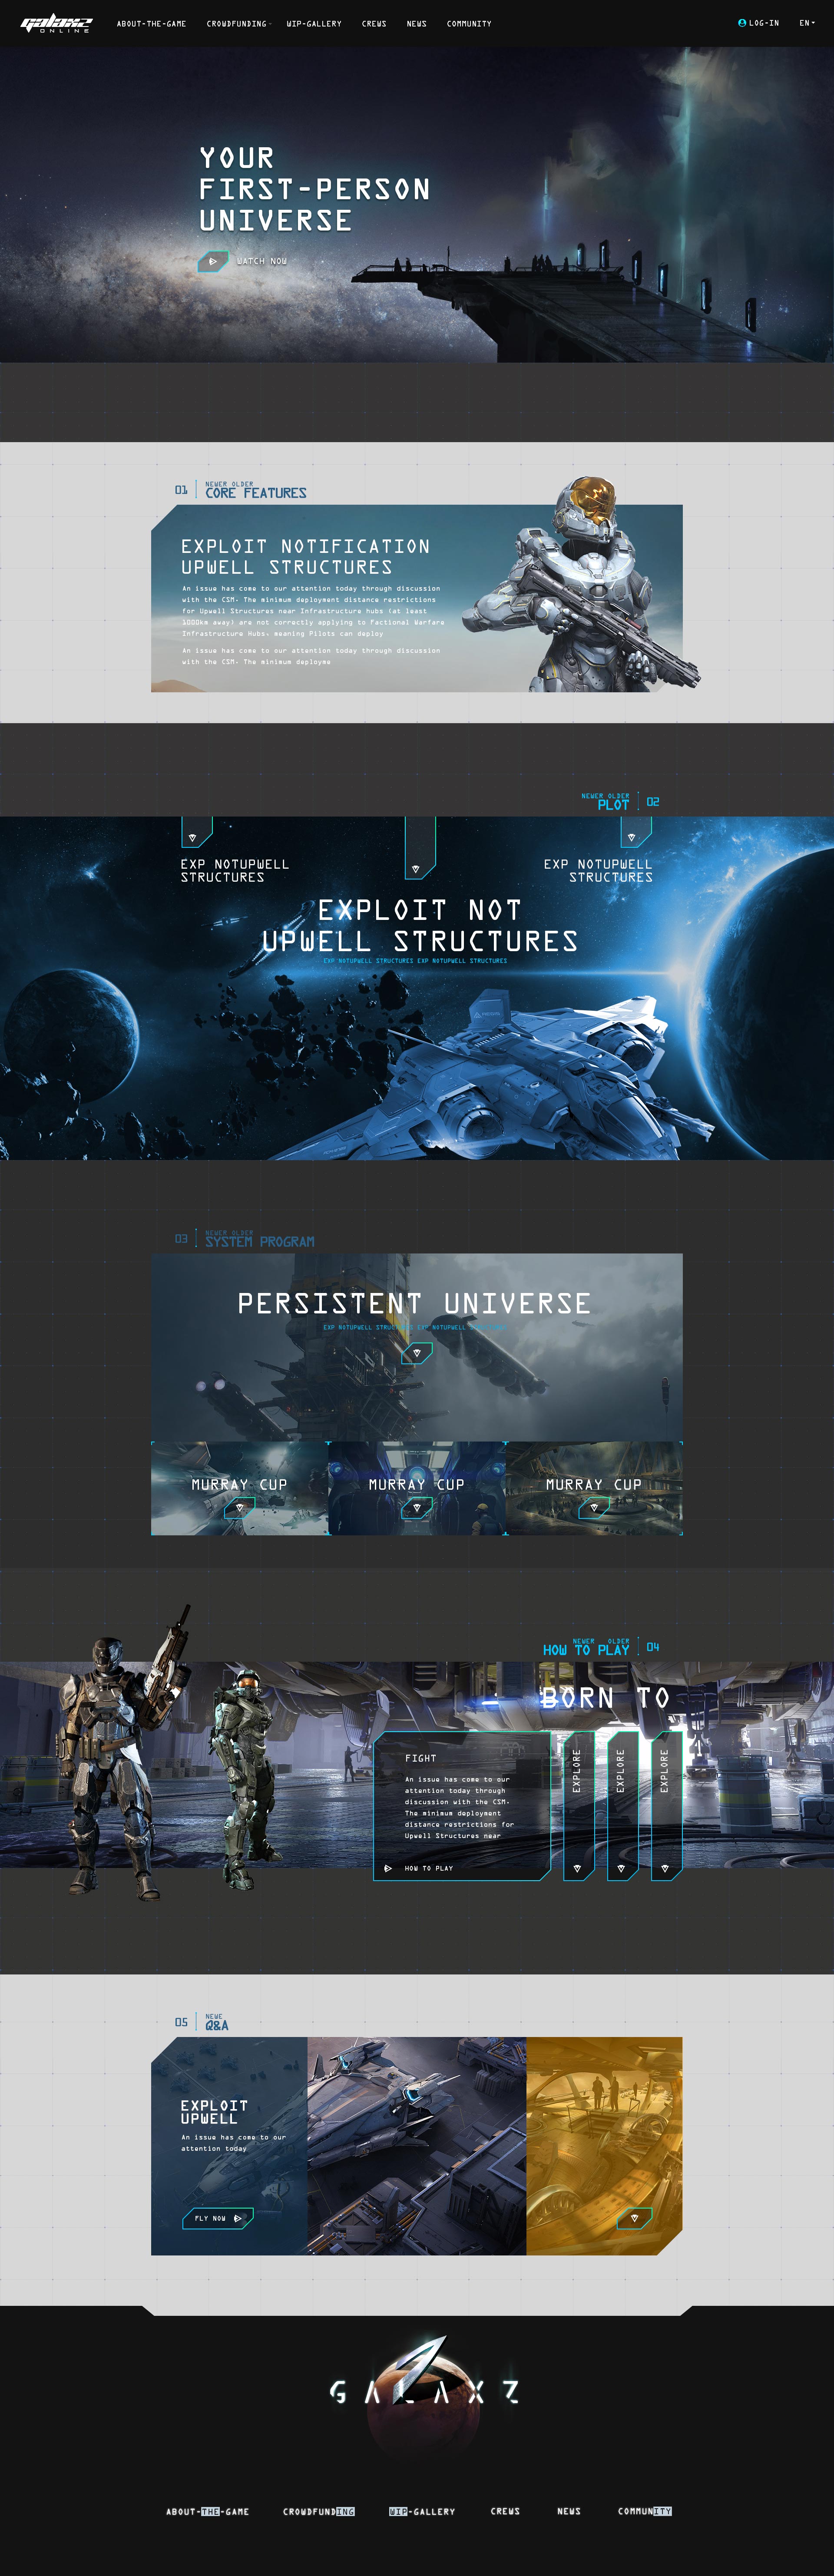 galaxz
ONLINE
ABOUT-THE-GAME
CROWDFUNDING
WIP-GALLERY
CREWS
NEWS
COMMUNITY
LOG-IN
EN
YOUR
FIRST-PERSON
UNIVERSE
WATCH NOW
01
NEWER OLDER
CORE FEATURES
EXPLOIT NOTIFICATION
UPWELL STRUCTURES
An issue has come to our attention today through discussion
with the CSM. The minimum deployment distance restrictions
for Upwell Structures near Infrastructure hubs (at least
1000km away) are not correctly applying to Factional Warfare
Infrastructure Hubs, meaning Pilots can deploy
An issue has come to our attention today through discussion
with the CSM. The minimum deployme
NEWER OLDER
PLOT
02
EXP NOTUPWELL
STRUCTURES
EXP NOTUPWELL
STRUCTURES
EXPLOIT NOT
UPWELL STRUCTURES
EXP NOTUPWELL STRUCTURES EXP NOTUPWELL STRUCTURES
03
NEWER OLDER
SYSTEM PROGRAM
PERSISTENT UNIVERSE
EXP NOTUPWELL STRUCTURES EXP NOTUPWELL
MURRAY CUP
MURRAY CUP
MURRAY CUP
NEWER OLDER
HOW TO PLAY
04
BORN TO
FIGHT
An issue has come to our
attention today through
discussion with the CSM.
The minimum deployment
distance restrictions for
Upwell Structures near
HOW TO PLAY
EXPLORE
EXPLORE
EXPLORE
05
NEWE
Q&A
EXPLOIT
UPWELL
An issue has come to our
attention today
FLY NOW
GALAXZ
ABOUT-THE-GAME
CROWDFUNDING
WIP-GALLERY
CREWS
NEWS
COMMUNITY